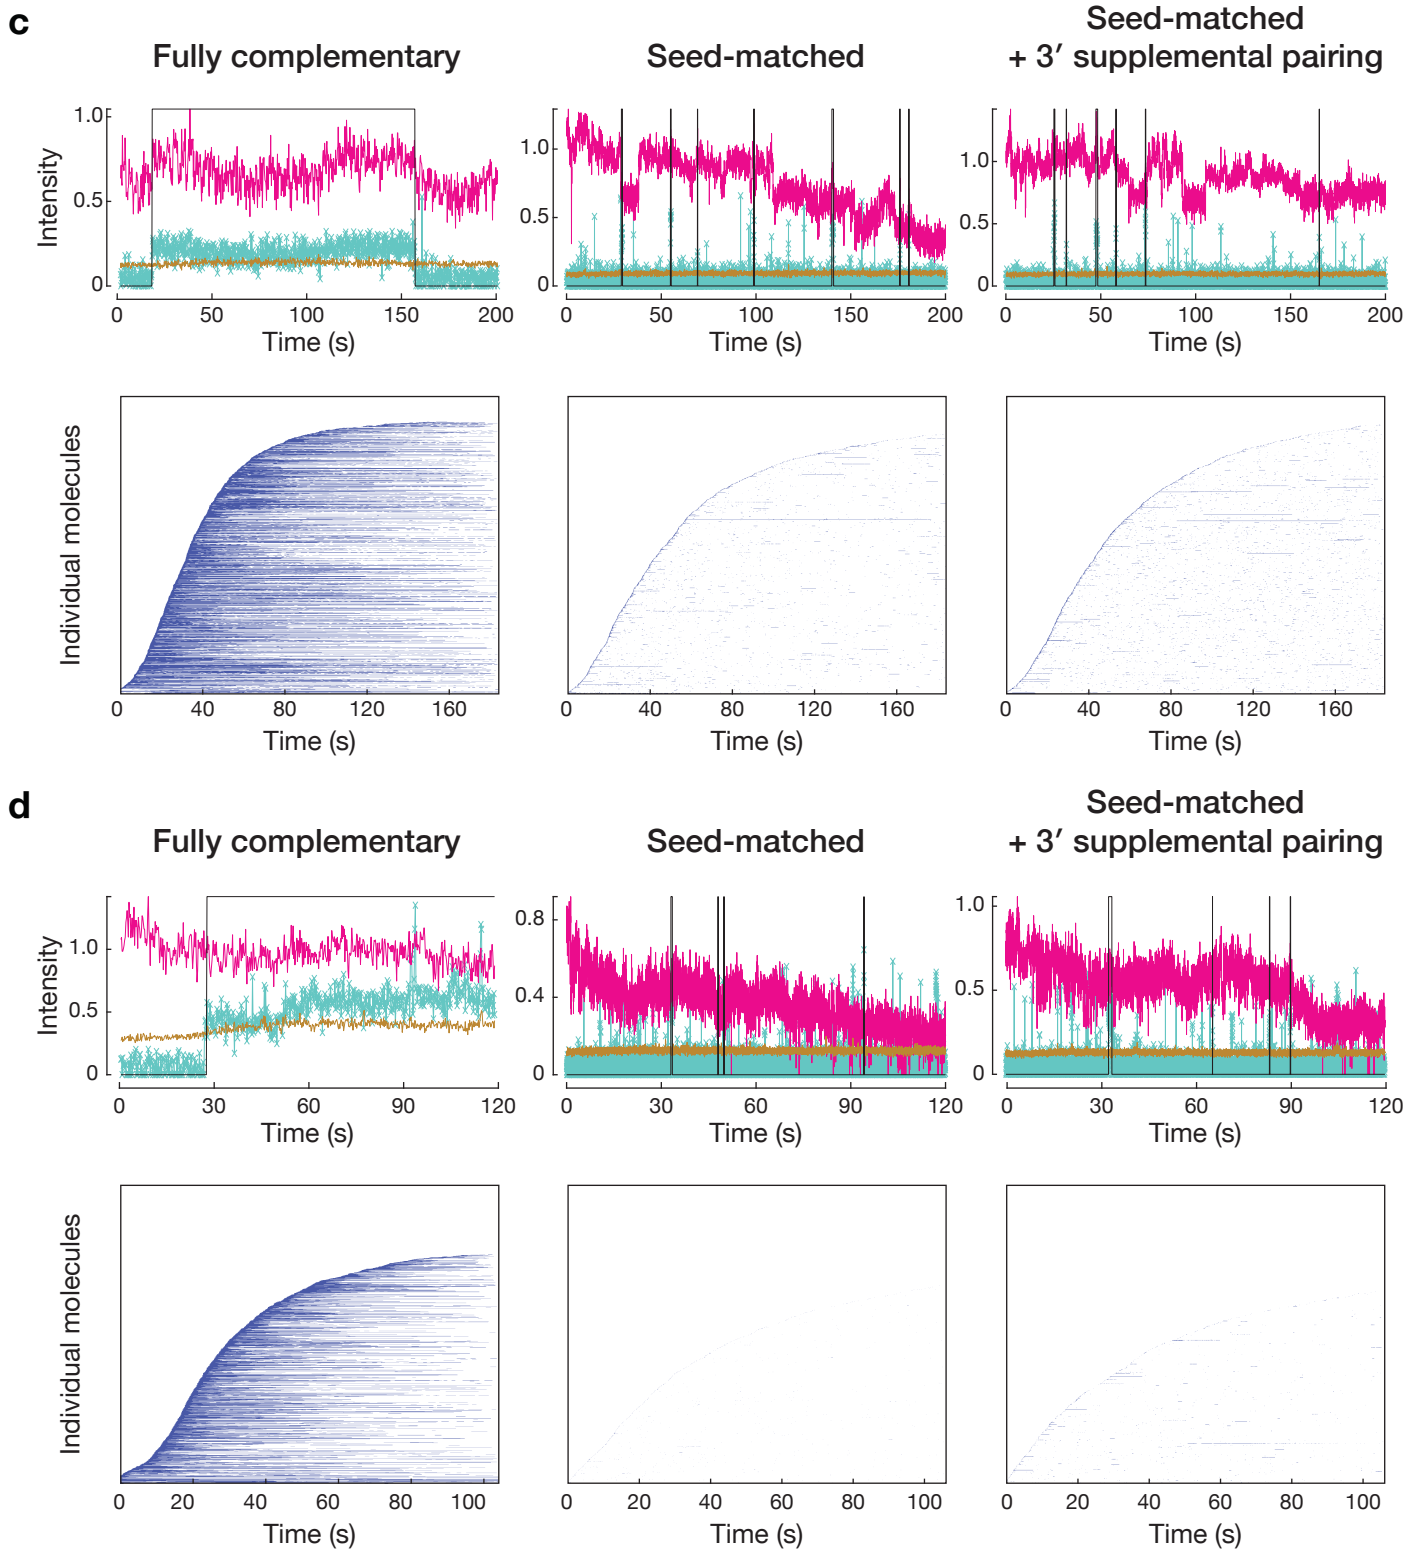 c
Fully complementary
Seed-matched
Seed-matched
+ 3′ supplemental pairing
Intensity
1.0
0.5
0
0 50 100 150 200
Time (s)
1.0
0.5
0
0 50 100 150 200
Time (s)
1.0
0.5
0
0 50 100 150 200
Time (s)
Individual molecules
0 40 80 120 160
Time (s)
0 40 80 120 160
Time (s)
0 40 80 120 160
Time (s)
d
Fully complementary
Seed-matched
Seed-matched
+ 3′ supplemental pairing
Intensity
1.0
0.5
0
0 30 60 90 120
Time (s)
0.8
0.4
0
0 30 60 90 120
Time (s)
1.0
0.5
0
0 30 60 90 120
Time (s)
Individual molecules
0 20 40 60 80 100
Time (s)
0 20 40 60 80 100
Time (s)
0 20 40 60 80 100
Time (s)